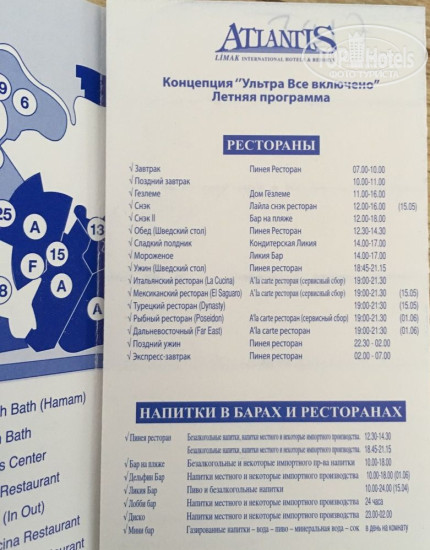 ATLANTIS
LIMAK INTERNATIONAL HOTELS & RESORTS
TopHotels
ФОТО ТУРИСТА
Концепция "Ультра Все включено"
Летняя программа
РЕСТОРАНЫ
√ Завтрак Пинея Ресторан 07.00-10.00
√ Поздний завтрак 10.00-11.00
√ Гезлеме Дом Гёзлеме 11.00-16.00
√ Снэк Лайла снэк ресторан 12.00-16.00 (15.05)
√ Снэк II Бар на пляже 12.00-18.00
√ Обед (Шведский стол) Пинея Ресторан 12.30-14.30
√ Сладкий полдник Кондитерская Ликия 14.00-17.00
√ Мороженое Ликия Бар 14.00-17.00
√ Ужин (Шведский стол) Пинея ресторан 18:45-21.15
√ Итальянский ресторан (La Cucina) A'la carte ресторан (сервисный сбор) 19:00-21.30
√ Мексиканский ресторан (El Saguaro) A'la carte ресторан (сервисный сбор) 19:00-21.30 (15.05)
√ Турецкий ресторан (Dynasty) 19:00-21:30 (15.05)
√ Рыбный ресторан (Poseidon) A'la carte ресторан (сервисный сбор) 19:00-21:30 (01.06)
√ Дальневосточный (Far East) A'la carte ресторан 19:00-21:30 (01.06)
√ Поздний ужин Пинея ресторан 22.30 - 02.00
√ Экспресс-завтрак Пинея ресторан 02.00 - 07.00
НАПИТКИ В БАРАХ И РЕСТОРАНАХ
√ Пинея ресторан Безалкогольные напитки, напитки местного и некоторые импортного производства 12.30-14.30
Безалкогольные напитки, напитки местного и некоторые импортного производства. 18.45-21.15
√ Бар на пляже Безалкогольные и некоторые импортного пр-ва напитки 10.00-18.00
√ Дельфин Бар Напитки местного и некоторые импортного производства 10.00-18.00 (01.06)
√ Ликия Бар Пиво и безалкогольные напитки 10.00-24.00 (15.04)
√ Лобби бар Напитки местного и некоторые импортного производства 24 часа
√ Диско Напитки местного и некоторые импортного производства 23.00-02.00
√ Мини бар Газированные напитки – вода – пиво – минеральная вода – сок в день на комнату
9
6
25
A
13
15
F
A
8
A
h Bath (Hamam)
n Bath
s Center
Restaurant
(In Out)
cina Restaurant
Restaurant